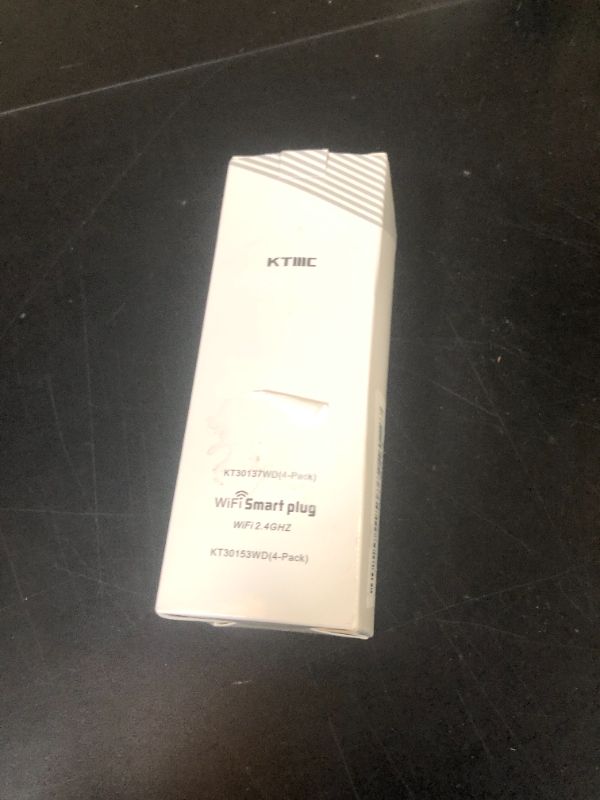 KTMC
KT30137WD(4-Pack)
WiFi Smart plug
WiFi 2.4GHZ
KT30153WD(4-Pack)